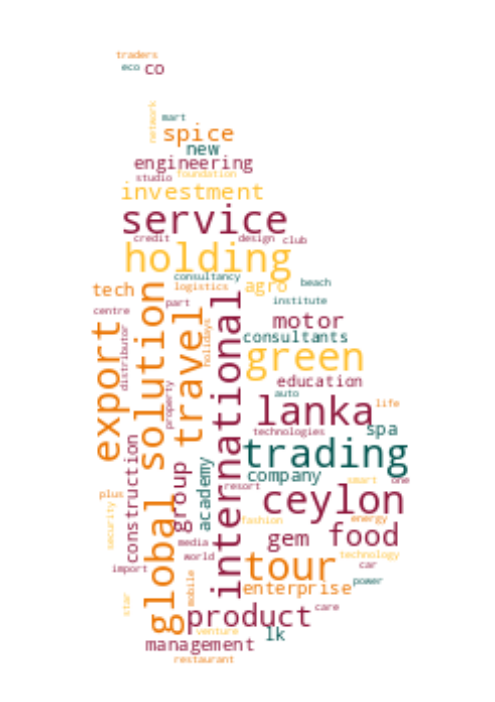 traders
eco co
network
mart
spice
new
engineering
studio foundation
investment
service
credit design club
holding
consultancy
tech logistics agro beach
centre part institute
export
global solution
travel
international
holidays
distributor
motor
consultants
green
property
education
auto
lanka life
technologies spa
trading
construction
group
academy
company
resort smart one
plus
ceylon
security
fashion energy
media gem food
world technology
import tour car
mobile
power
enterprise
star
product care
venture lk
management
restaurant